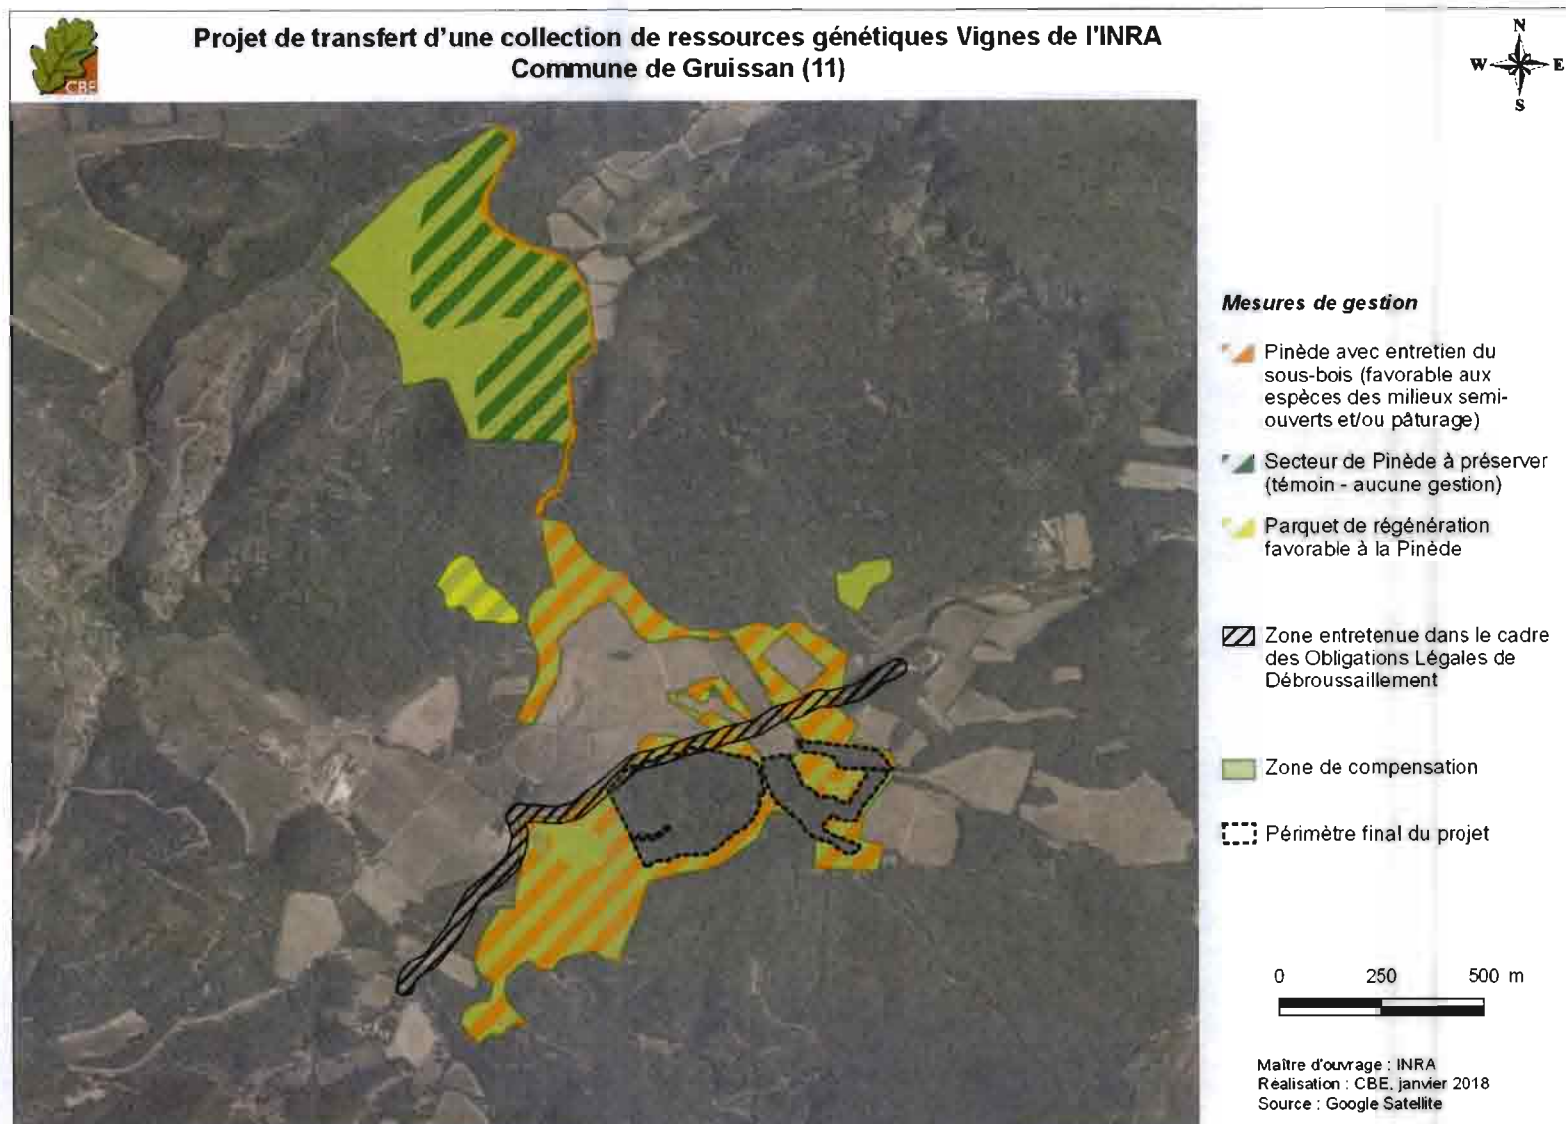 Projet de transfert d'une collection de ressources génétiques Vignes de l'INRA
Commune de Gruissan (11)
CBE
N
W
E
S
Mesures de gestion
Pinède avec entretien du
sous-bois (favorable aux
espèces des milieux semi-
ouverts et/ou pâturage)
Secteur de Pinède à préserver
(témoin - aucune gestion)
Parquet de régénération
favorable à la Pinède
Zone entretenue dans le cadre
des Obligations Légales de
Débroussaillement
Zone de compensation
Périmètre final du projet
0 250 500 m
Maître d'ouvrage : INRA
Réalisation : CBE, janvier 2018
Source : Google Satellite